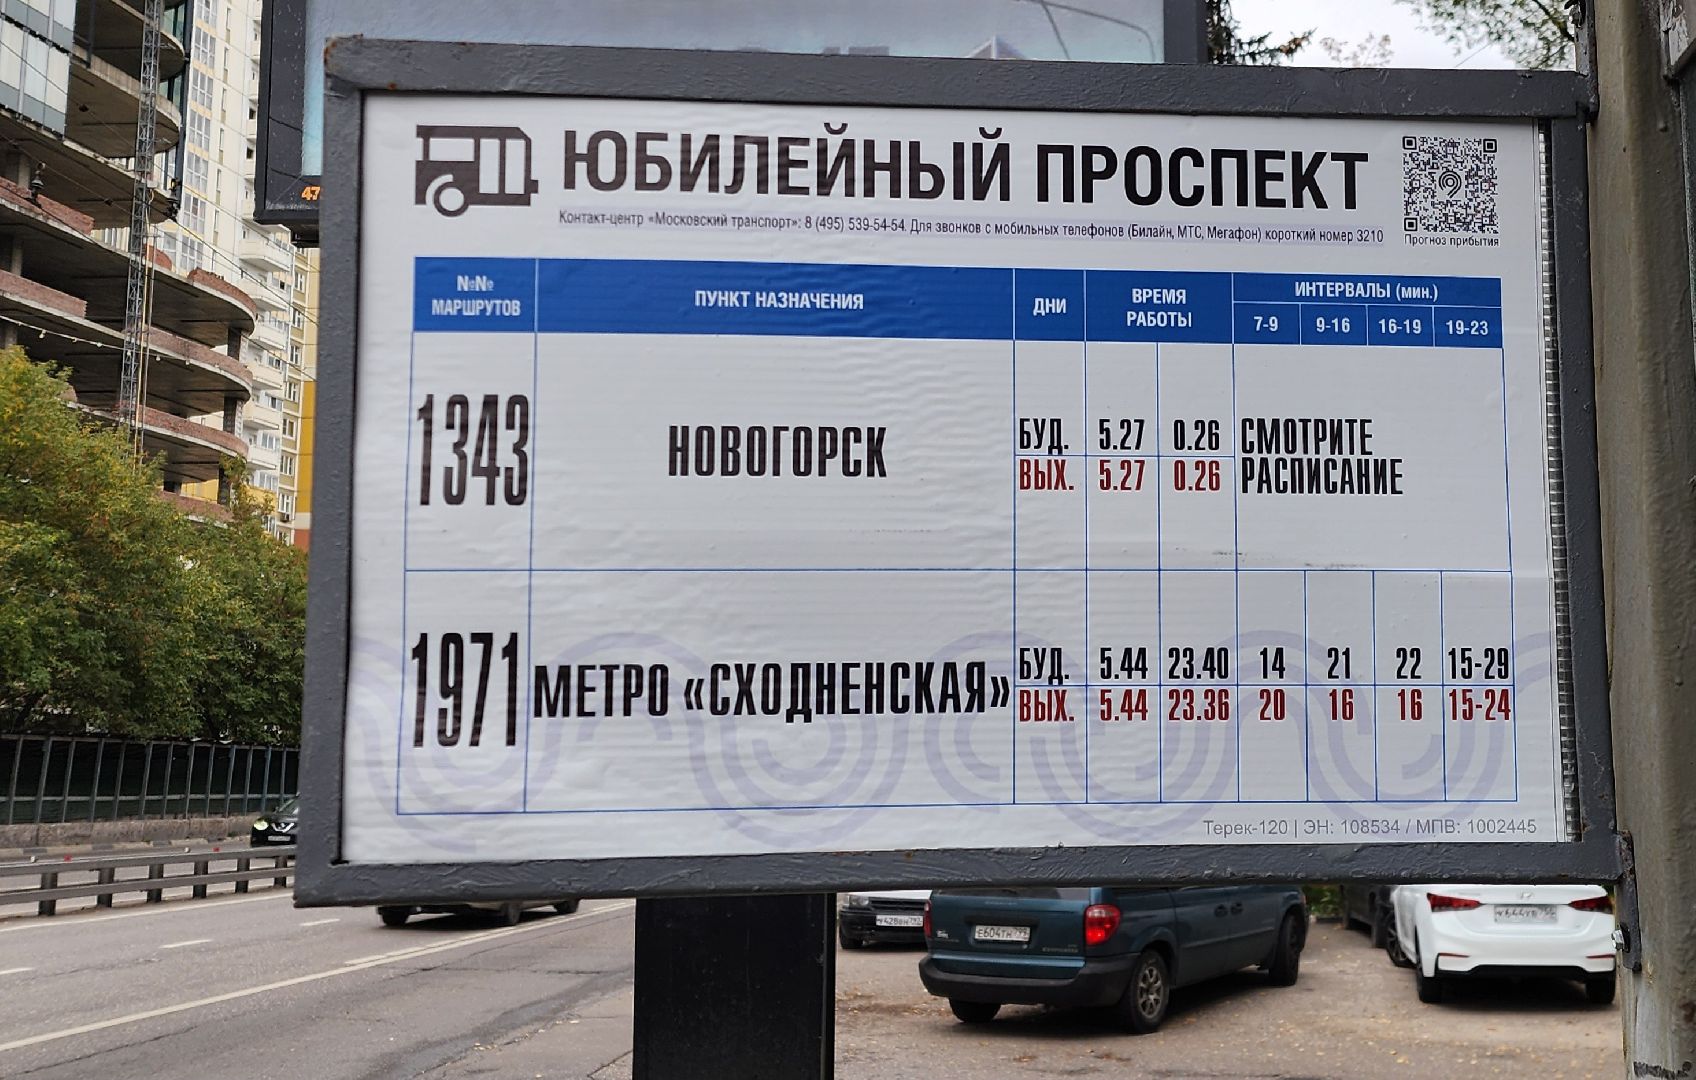 ЮБИЛЕЙНЫЙ ПРОСПЕКТ
Контакт-центр «Московский транспорт»: 8 (495) 539-54-54. Для звонков с мобильных телефонов (Билайн, МТС, Мегафон) короткий номер 3210
Прогноз прибытия
№№ МАРШРУТОВ ПУНКТ НАЗНАЧЕНИЯ ДНИ ВРЕМЯ РАБОТЫ ИНТЕРВАЛЫ (мин.)
7-9 9-16 16-19 19-23
1343 НОВОГОРСК БУД. 5.27 0.26 СМОТРИТЕ
ВЫХ. 5.27 0.26 РАСПИСАНИЕ
1971 МЕТРО «СХОДНЕНСКАЯ» БУД. 5.44 23.40 14 21 22 15-29
ВЫХ. 5.44 23.36 20 16 16 15-24
Терек-120 | ЭН: 108534 / МПВ: 1002445
47
Е604ТН799